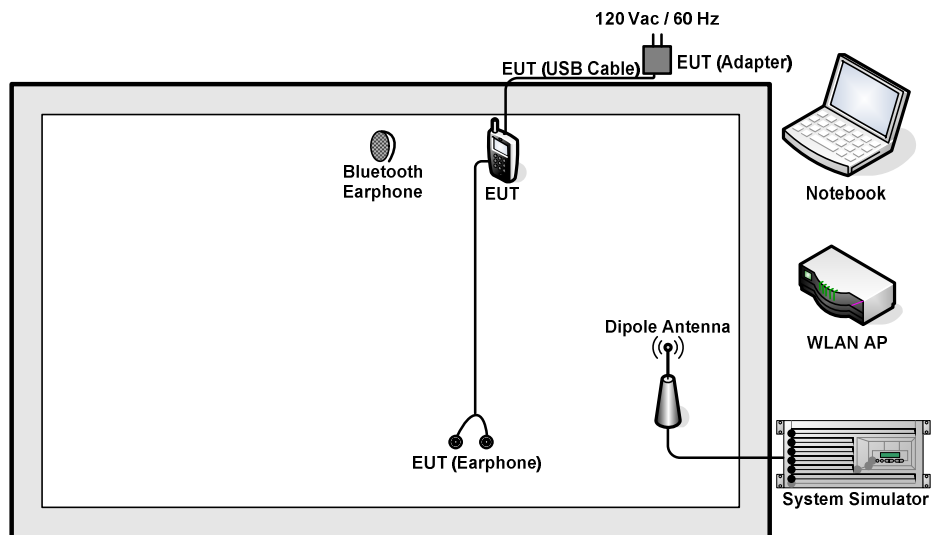 120 Vac / 60 Hz
EUT (USB Cable)
EUT (Adapter)
Bluetooth
Earphone
EUT
Notebook
Dipole Antenna
WLAN AP
EUT (Earphone)
System Simulator